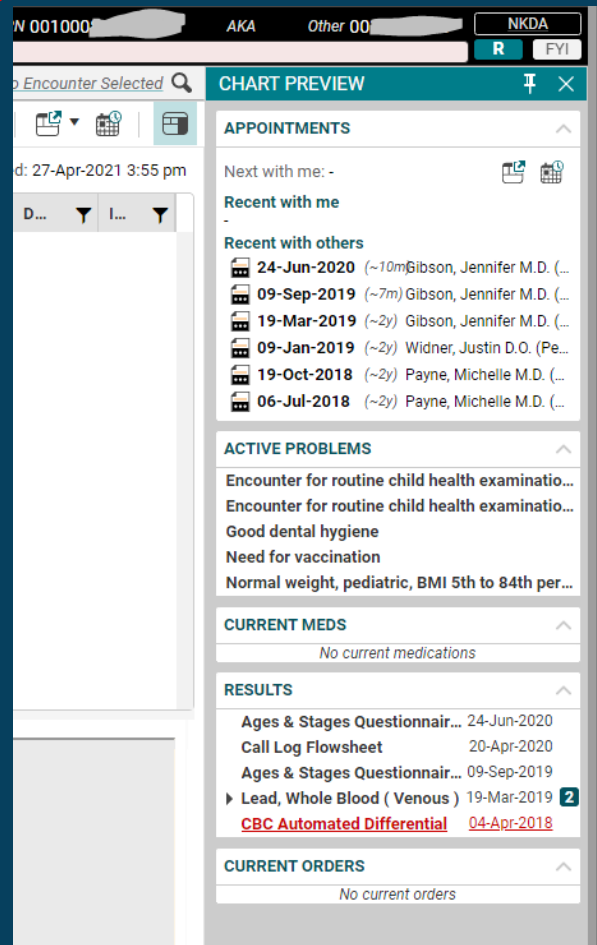 N 001000 AKA Other 00 NKDA
R FYI
o Encounter Selected CHART PREVIEW
APPOINTMENTS
d: 27-Apr-2021 3:55 pm Next with me: -
D... I... Recent with me
-
Recent with others
24-Jun-2020 (~10m Gibson, Jennifer M.D. (...
09-Sep-2019 (~7m) Gibson, Jennifer M.D. (...
19-Mar-2019 (~2y) Gibson, Jennifer M.D. (...
09-Jan-2019 (~2y) Widner, Justin D.O. (Pe...
19-Oct-2018 (~2y) Payne, Michelle M.D. (...
06-Jul-2018 (~2y) Payne, Michelle M.D. (...
ACTIVE PROBLEMS
Encounter for routine child health examinatio...
Encounter for routine child health examinatio...
Good dental hygiene
Need for vaccination
Normal weight, pediatric, BMI 5th to 84th per...
CURRENT MEDS
No current medications
RESULTS
Ages & Stages Questionnair... 24-Jun-2020
Call Log Flowsheet 20-Apr-2020
Ages & Stages Questionnair... 09-Sep-2019
Lead, Whole Blood ( Venous ) 19-Mar-2019 2
CBC Automated Differential 04-Apr-2018
CURRENT ORDERS
No current orders